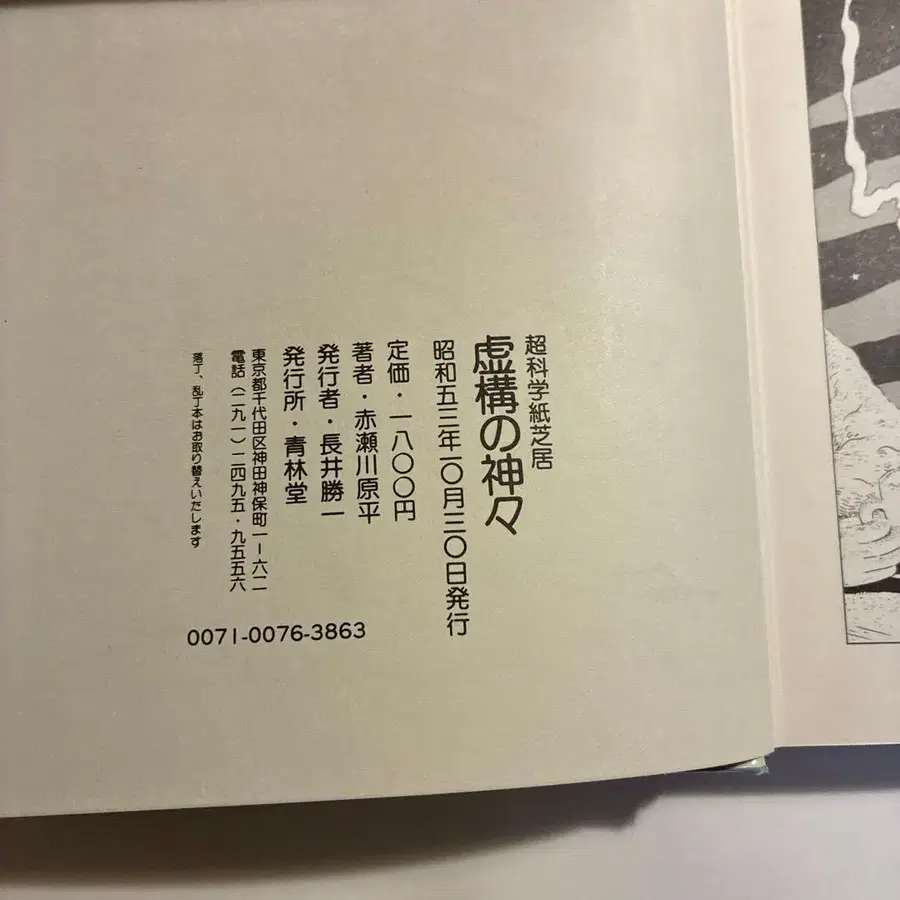 超科学紙芝居
虚構の神々
昭和五三年一〇月三〇日発行
定価・一八〇〇円
著者・赤瀬川原平
発行者・長井勝一
発行所・青林堂
東京都千代田区神田神保町一ー六二
電話(二九一)二四九五・九五五六
落丁、乱丁本はお取り替えいたします
0071-0076-3863